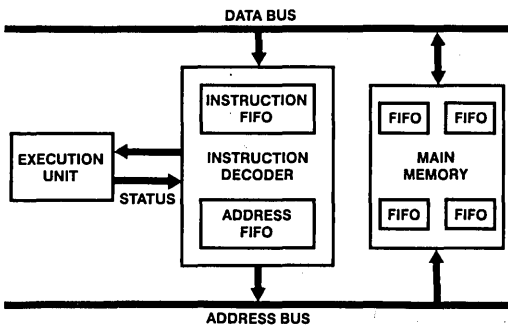 DATA BUS
INSTRUCTION
FIFO
INSTRUCTION
DECODER
ADDRESS
FIFO
EXECUTION
UNIT
STATUS
FIFO
FIFO
MAIN
MEMORY
FIFO
FIFO
ADDRESS BUS